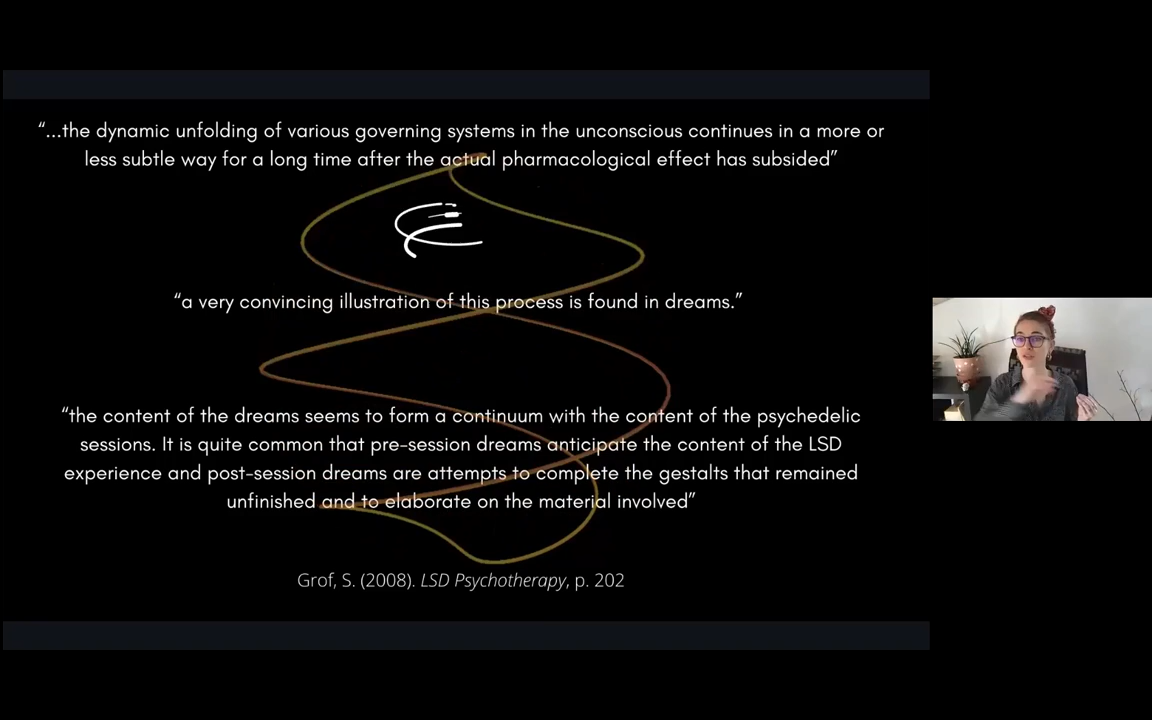 “...the dynamic unfolding of various governing systems in the unconscious continues in a more or
less subtle way for a long time after the actual pharmacological effect has subsided”
“a very convincing illustration of this process is found in dreams.”
“the content of the dreams seems to form a continuum with the content of the psychedelic
sessions. It is quite common that pre-session dreams anticipate the content of the LSD
experience and post-session dreams are attempts to complete the gestalts that remained
unfinished and to elaborate on the material involved”
Grof, S. (2008). LSD Psychotherapy, p. 202